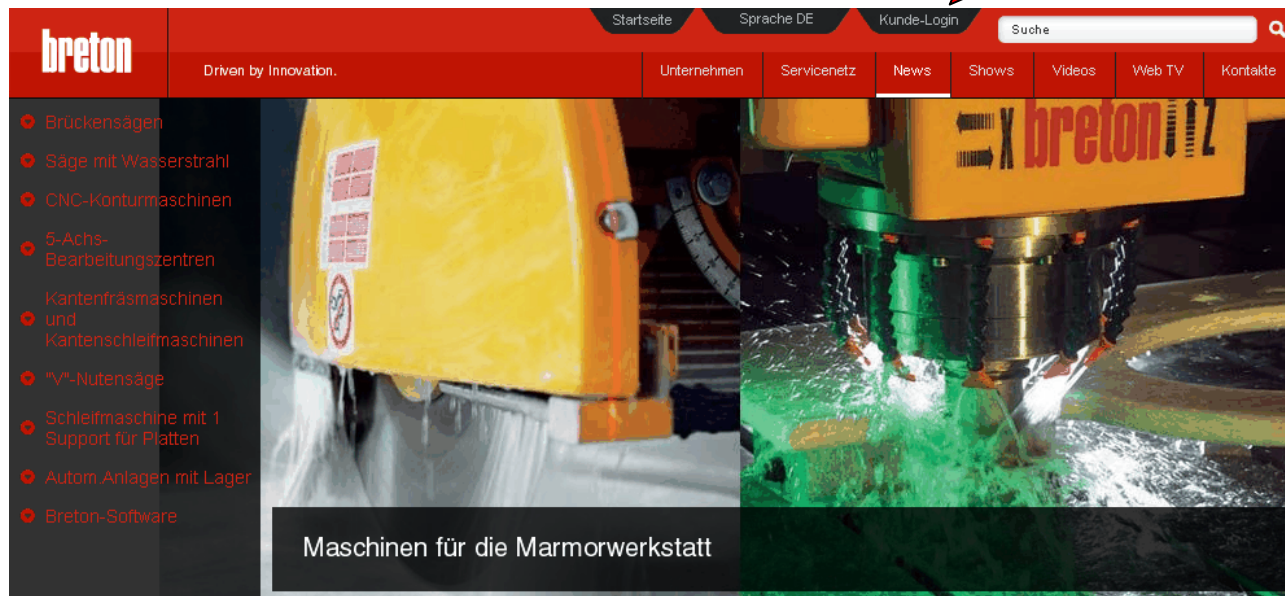 Startseite
Sprache DE
Kunde-Login
Suche
breton
Driven by Innovation.
Unternehmen
Servicenetz
News
Shows
Videos
Web TV
Kontakte
Brückensägen
Säge mit Wasserstrahl
CNC-Konturmaschinen
5-Achs-
Bearbeitungszentren
Kantenfräsmaschinen
und
Kantenschleifmaschinen
"V"-Nutensäge
Schleifmaschine mit 1
Support für Platten
Autom.Anlagen mit Lager
Breton-Software
X breton Z
Maschinen für die Marmorwerkstatt